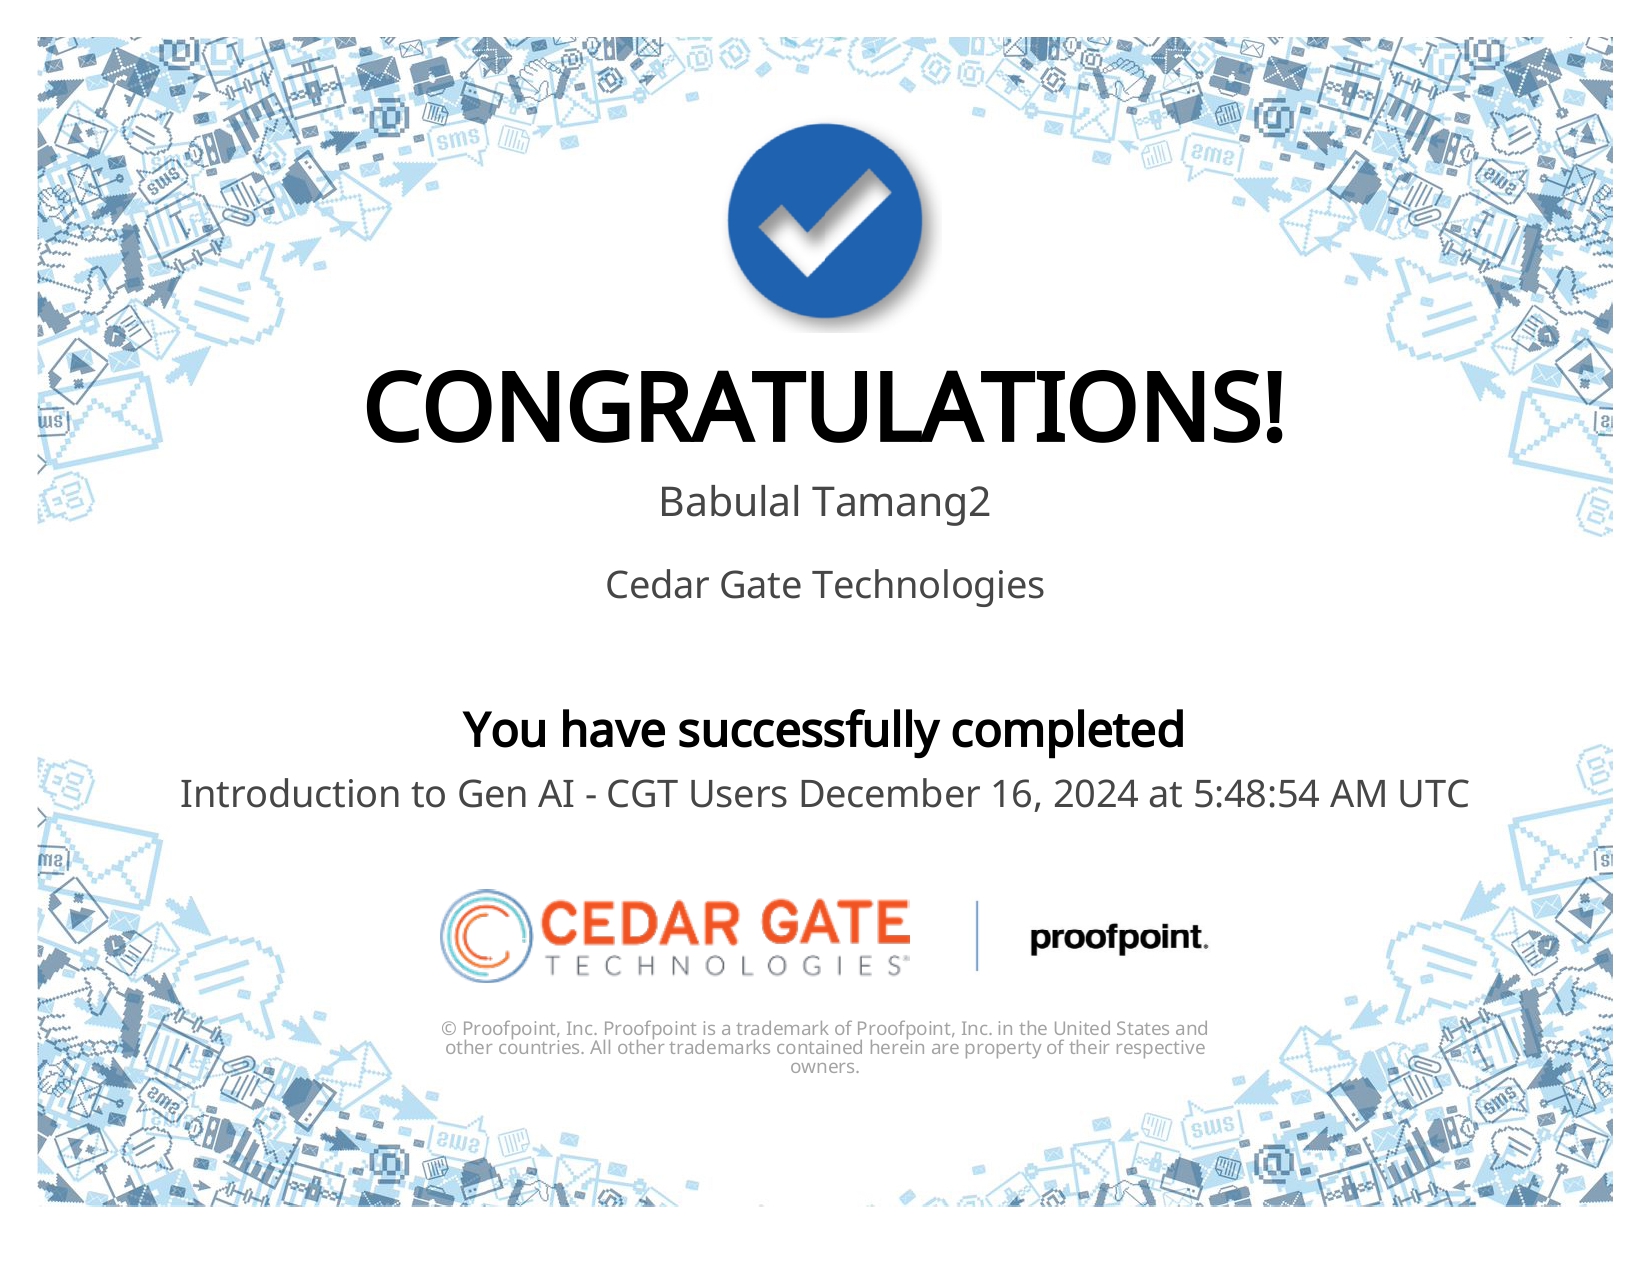 CONGRATULATIONS!
Babulal Tamang2
Cedar Gate Technologies
You have successfully completed
Introduction to Gen AI - CGT Users December 16, 2024 at 5:48:54 AM UTC
CEDAR GATE
TECHNOLOGIES®
proofpoint.
© Proofpoint, Inc. Proofpoint is a trademark of Proofpoint, Inc. in the United States and
other countries. All other trademarks contained herein are property of their respective
owners.